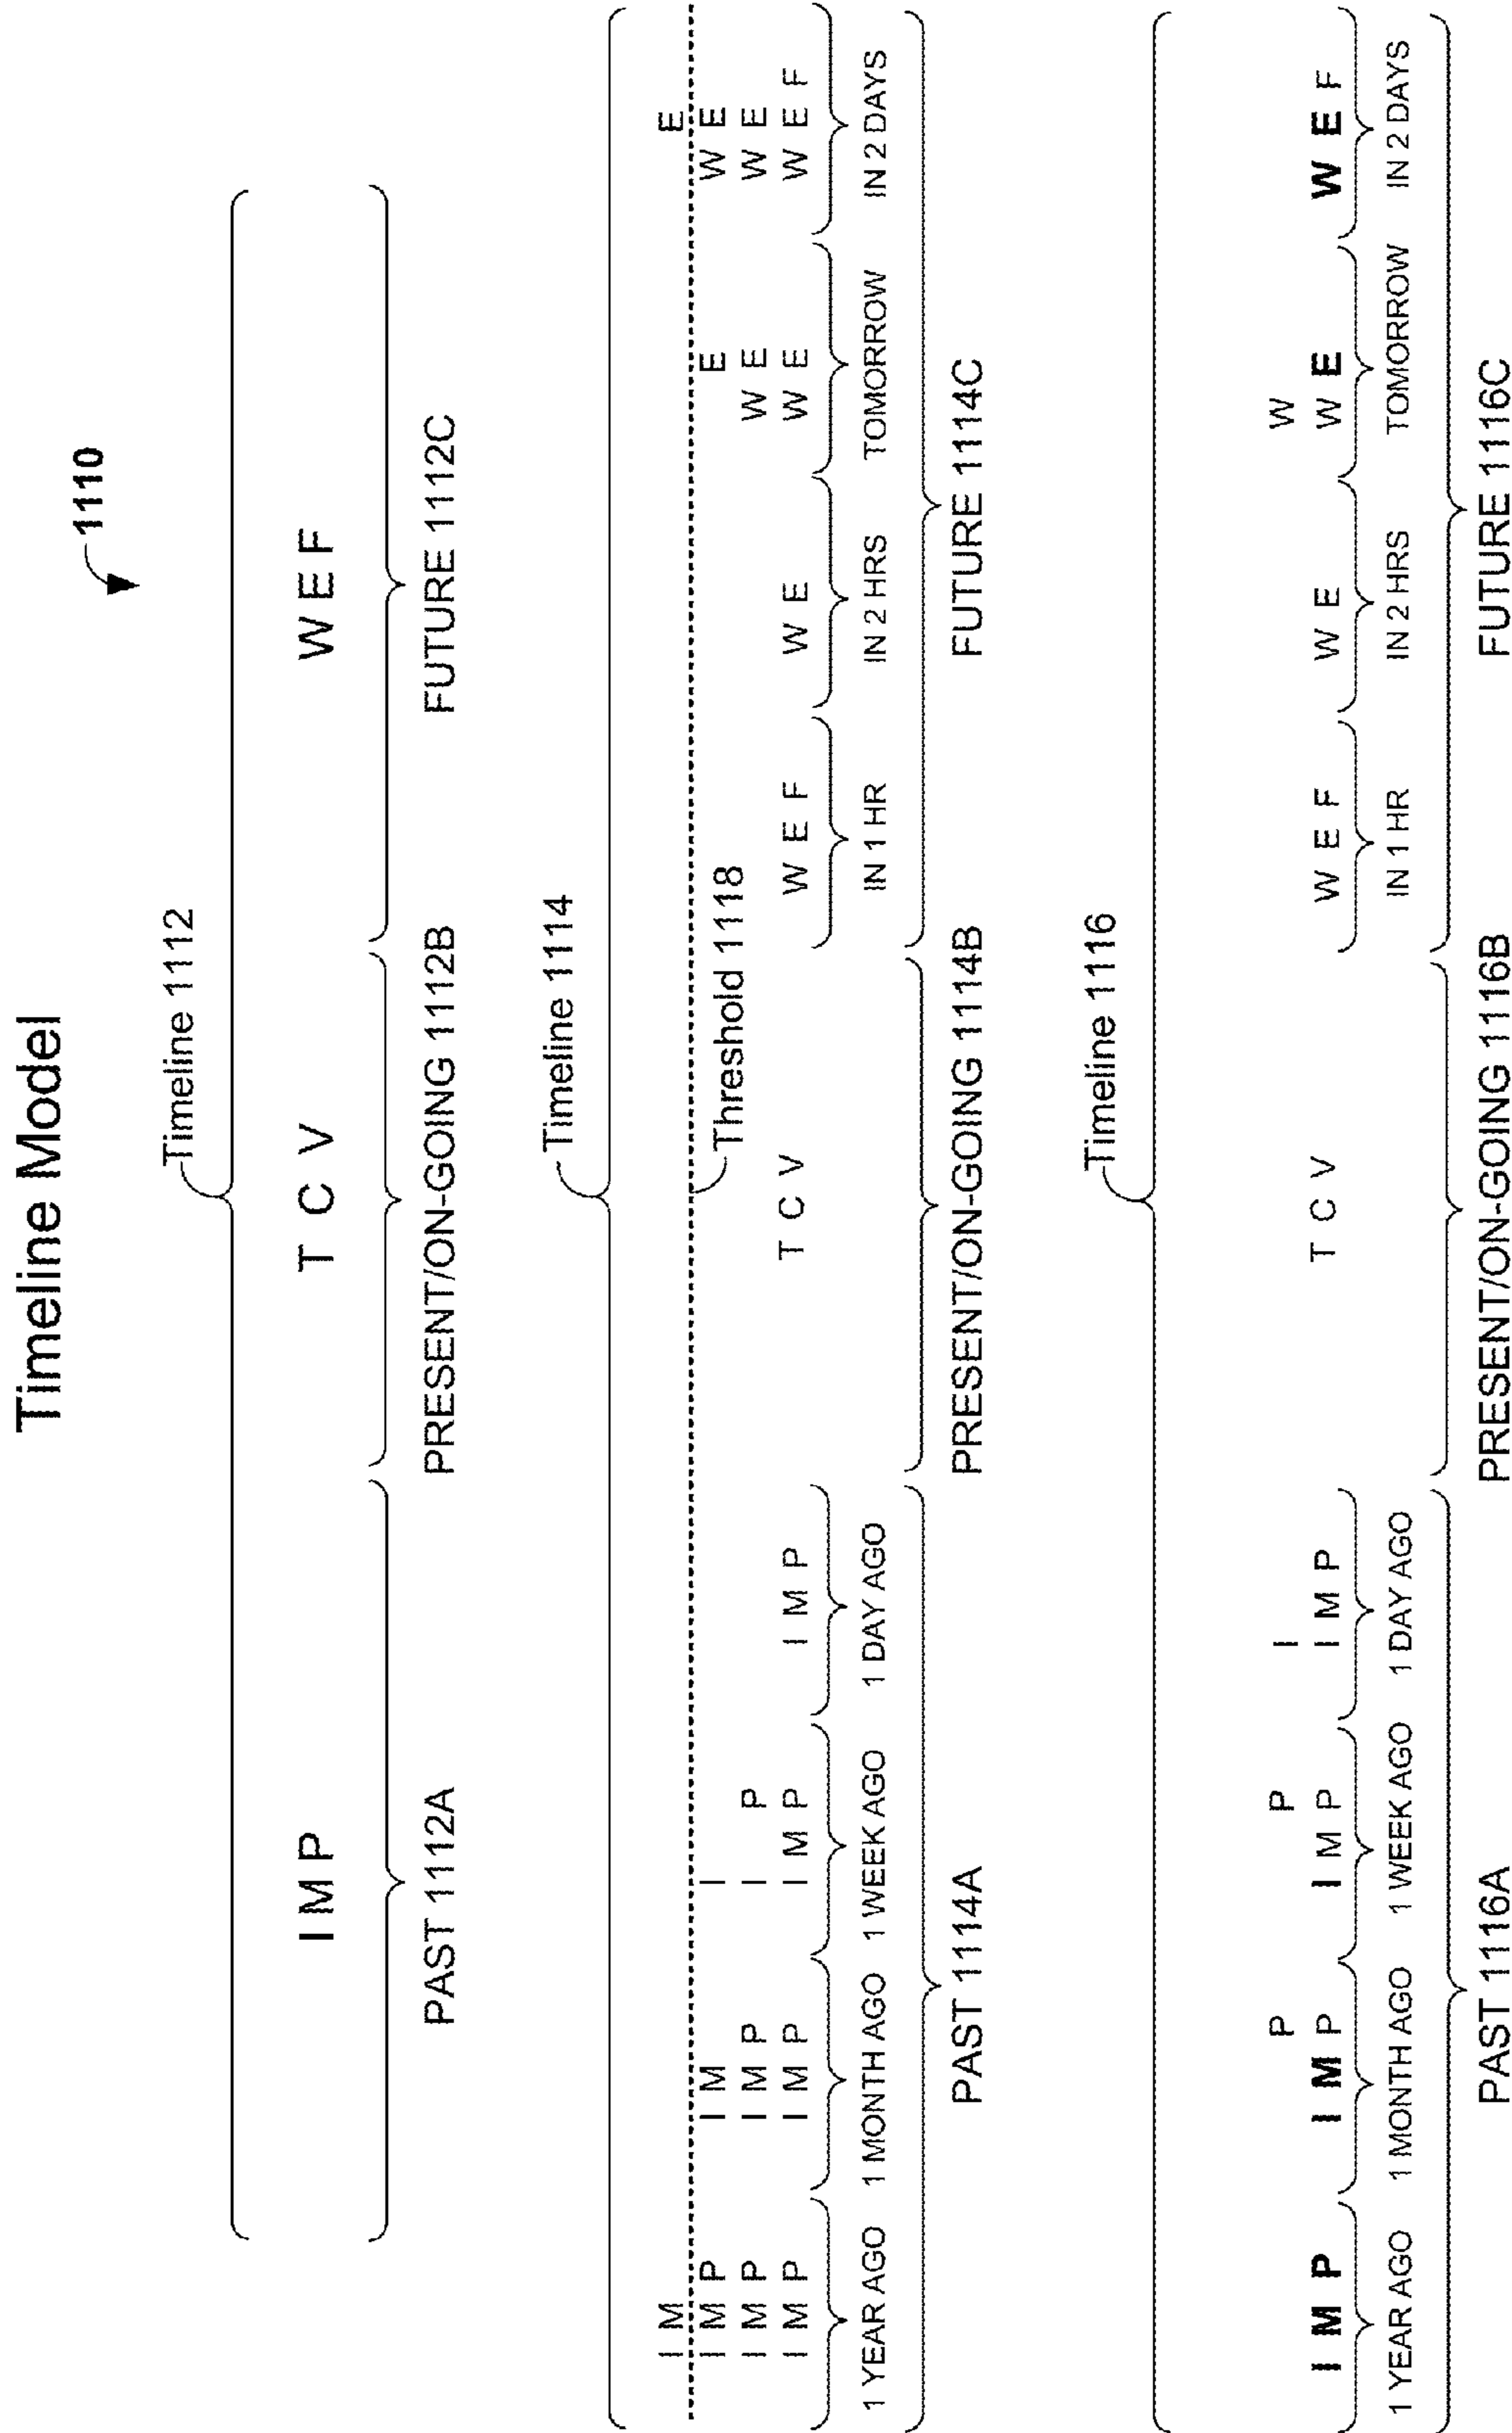 Timeline Model
1110
Timeline 1112
I M P T C V W E F
PAST 1112A PRESENT/ON-GOING 1112B FUTURE 1112C
Timeline 1114
I M E
I M P I M I Threshold 1118 E W E
I M P I M P I P W E W E
I M P I M P I M P I M P T C V W E F W E W E W E F
1 YEAR AGO 1 MONTH AGO 1 WEEK AGO 1 DAY AGO IN 1 HR IN 2 HRS TOMORROW IN 2 DAYS
PAST 1114A PRESENT/ON-GOING 1114B FUTURE 1114C
Timeline 1116
P P I W
I M P I M P I M P I M P T C V W E F W E W E W E F
1 YEAR AGO 1 MONTH AGO 1 WEEK AGO 1 DAY AGO IN 1 HR IN 2 HRS TOMORROW IN 2 DAYS
PAST 1116A PRESENT/ON-GOING 1116B FUTURE 1116C